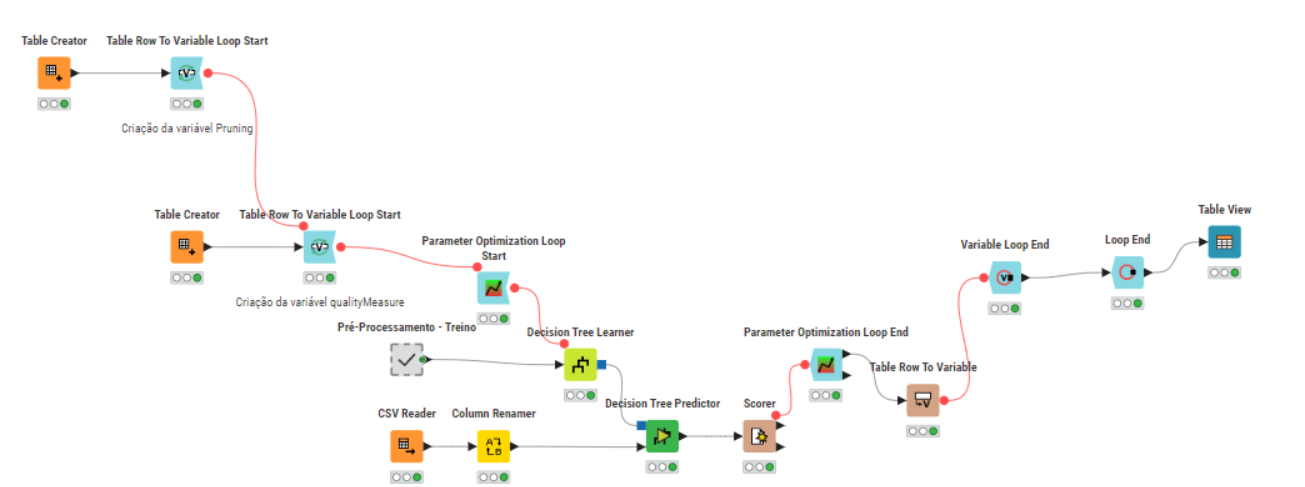 Table Creator
Table Row To Variable Loop Start
Criação da variável Pruning
Table Creator
Table Row To Variable Loop Start
Criação da variável qualityMeasure
Parameter Optimization Loop
Start
Pré-Processamento - Treino
Decision Tree Learner
CSV Reader
Column Renamer
Decision Tree Predictor
Scorer
Parameter Optimization Loop End
Table Row To Variable
Variable Loop End
Loop End
Table View